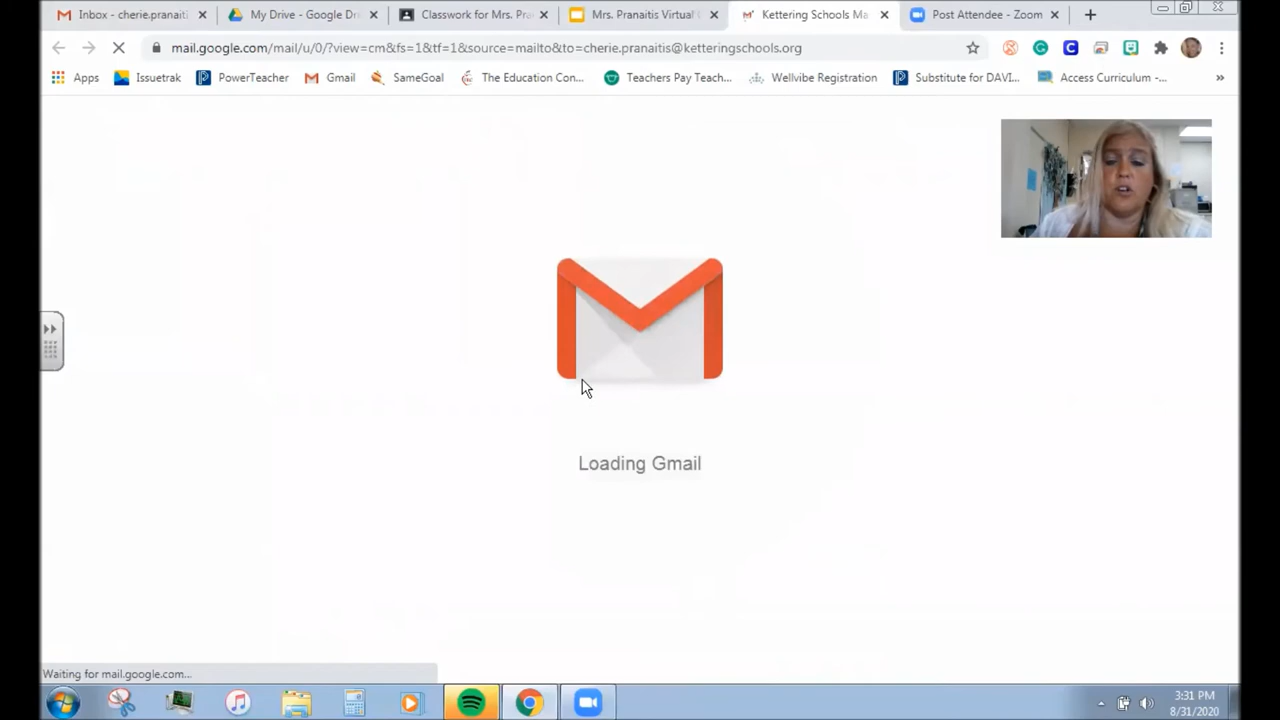 Inbox - cherie.pranaiti
My Drive - Google Dr
Classwork for Mrs. Pra
Mrs. Pranaitis Virtual
Kettering Schools Ma
Post Attendee - Zoom
mail.google.com/mail/u/0/?view=cm&fs=1&tf=1&source=mailto&to=cherie.pranaitis@ketteringschools.org
Apps
Issuetrak
PowerTeacher
Gmail
SameGoal
The Education Con...
Teachers Pay Teach...
Wellvibe Registration
Substitute for DAVI...
Access Curriculum -...
Loading Gmail
Waiting for mail.google.com...
3:31 PM
8/31/2020